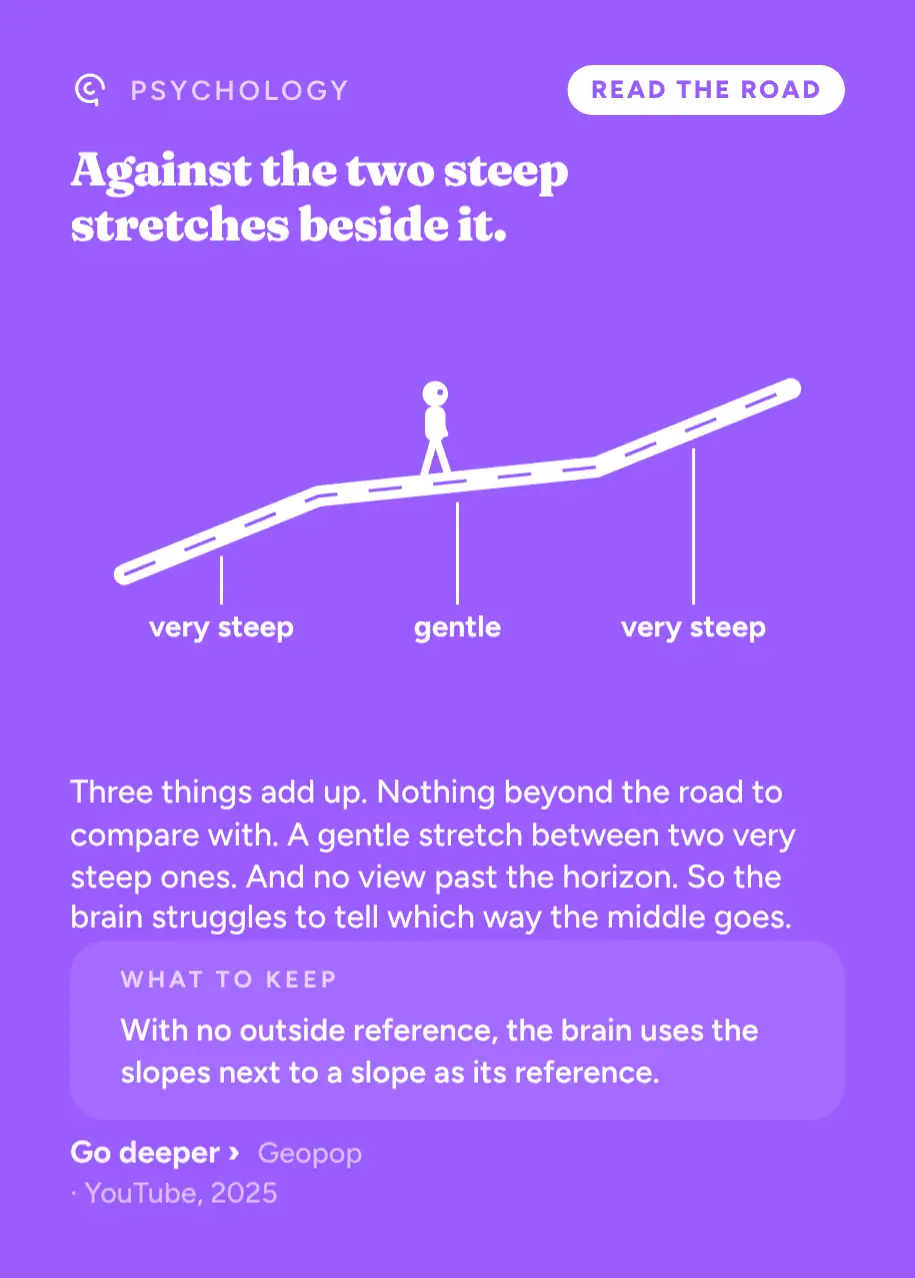 PSYCHOLOGY
READ THE ROAD
Against the two steep
stretches beside it.
very steep
gentle
very steep
Three things add up. Nothing beyond the road to
compare with. A gentle stretch between two very
steep ones. And no view past the horizon. So the
brain struggles to tell which way the middle goes.
WHAT TO KEEP
With no outside reference, the brain uses the
slopes next to a slope as its reference.
Go deeper › Geopop
· YouTube, 2025